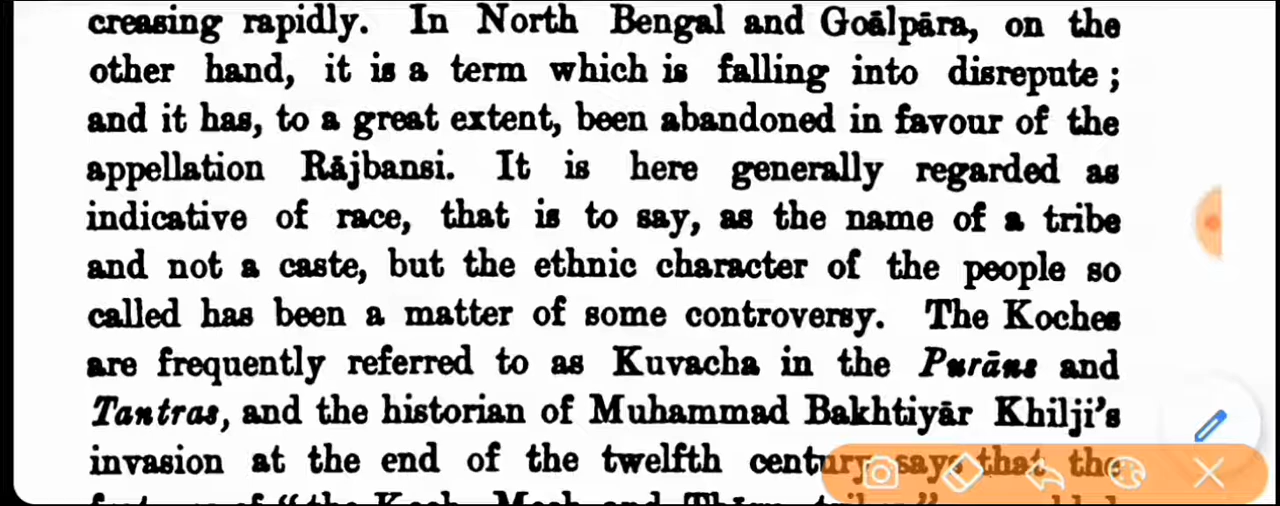 creasing rapidly. In North Bengal and Goālpāra, on the
other hand, it is a term which is falling into disrepute ;
and it has, to a great extent, been abandoned in favour of the
appellation Rājbansi. It is here generally regarded as
indicative of race, that is to say, as the name of a tribe
and not a caste, but the ethnic character of the people so
called has been a matter of some controversy. The Koches
are frequently referred to as Kuvacha in the Purāns and
Tantras, and the historian of Muhammad Bakhtiyār Khilji's
invasion at the end of the twelfth century says that the
of "the Koch, Mech and